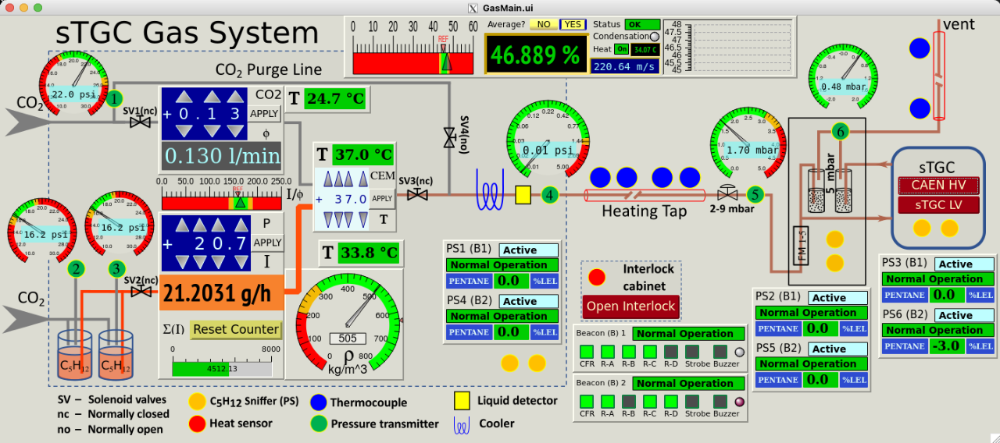 GasMain.ui
sTGC Gas System
0 10 20 30 40 50 60
REF
Average? NO YES
46.889 %
Status OK
Condensation
Heat On 34.07 C
220.64 m/s
48
47.5
47
46.5
46
45.5
45
vent
CO2 Purge Line
22.0 psi
1
CO2
SV1(nc)
+ 0 . 1 3
CO2
APPLY
ϕ
0.130 l/min
T 24.7 °C
0.0 50.0 100.0 150.0 200.0 250.0
REF
I/ϕ
T 37.0 °C
CEM
+ 3 7.0
APPLY
T
SV3(nc)
SV4(no)
0.01 psi
4
Heating Tap
1.70 mbar
2-9 mbar
5
0.48 mbar
6
5 mbar
FM 1-5
sTGC
CAEN HV
sTGC LV
16.2 psi
16.2 psi
2
3
SV2(nc)
CO2
C5H12
C5H12
+ 2 0 . 7
P
APPLY
I
21.2031 g/h
Σ(I)
Reset Counter
0 8000
4512.13
T 33.8 °C
0 100 200 300 400 500 600 700 800
505
ρ
kg/m^3
PS1 (B1) Active
Normal Operation
PENTANE 0.0 %LEL
PS4 (B2) Active
Normal Operation
PENTANE 0.0 %LEL
Interlock
cabinet
Open Interlock
Beacon (B) 1 Normal Operation
CFR R-A R-B R-C R-D Strobe Buzzer
Beacon (B) 2 Normal Operation
CFR R-A R-B R-C R-D Strobe Buzzer
PS2 (B1) Active
Normal Operation
PENTANE 0.0 %LEL
PS5 (B2) Active
Normal Operation
PENTANE 0.0 %LEL
PS3 (B1) Active
Normal Operation
PENTANE 0.0 %LEL
PS6 (B2) Active
Normal Operation
PENTANE -3.0 %LEL
SV – Solenoid valves
nc – Normally closed
no – Normally open
C5H12 Sniffer (PS)
Heat sensor
Thermocouple
Pressure transmitter
Liquid detector
Cooler